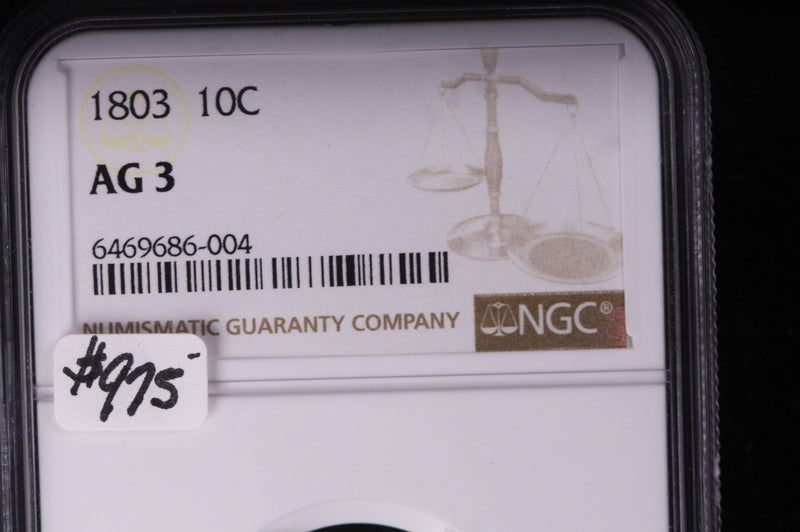 1803 10C
AG 3
6469686-004
NUMISMATIC GUARANTY COMPANY
NGC®
$975-